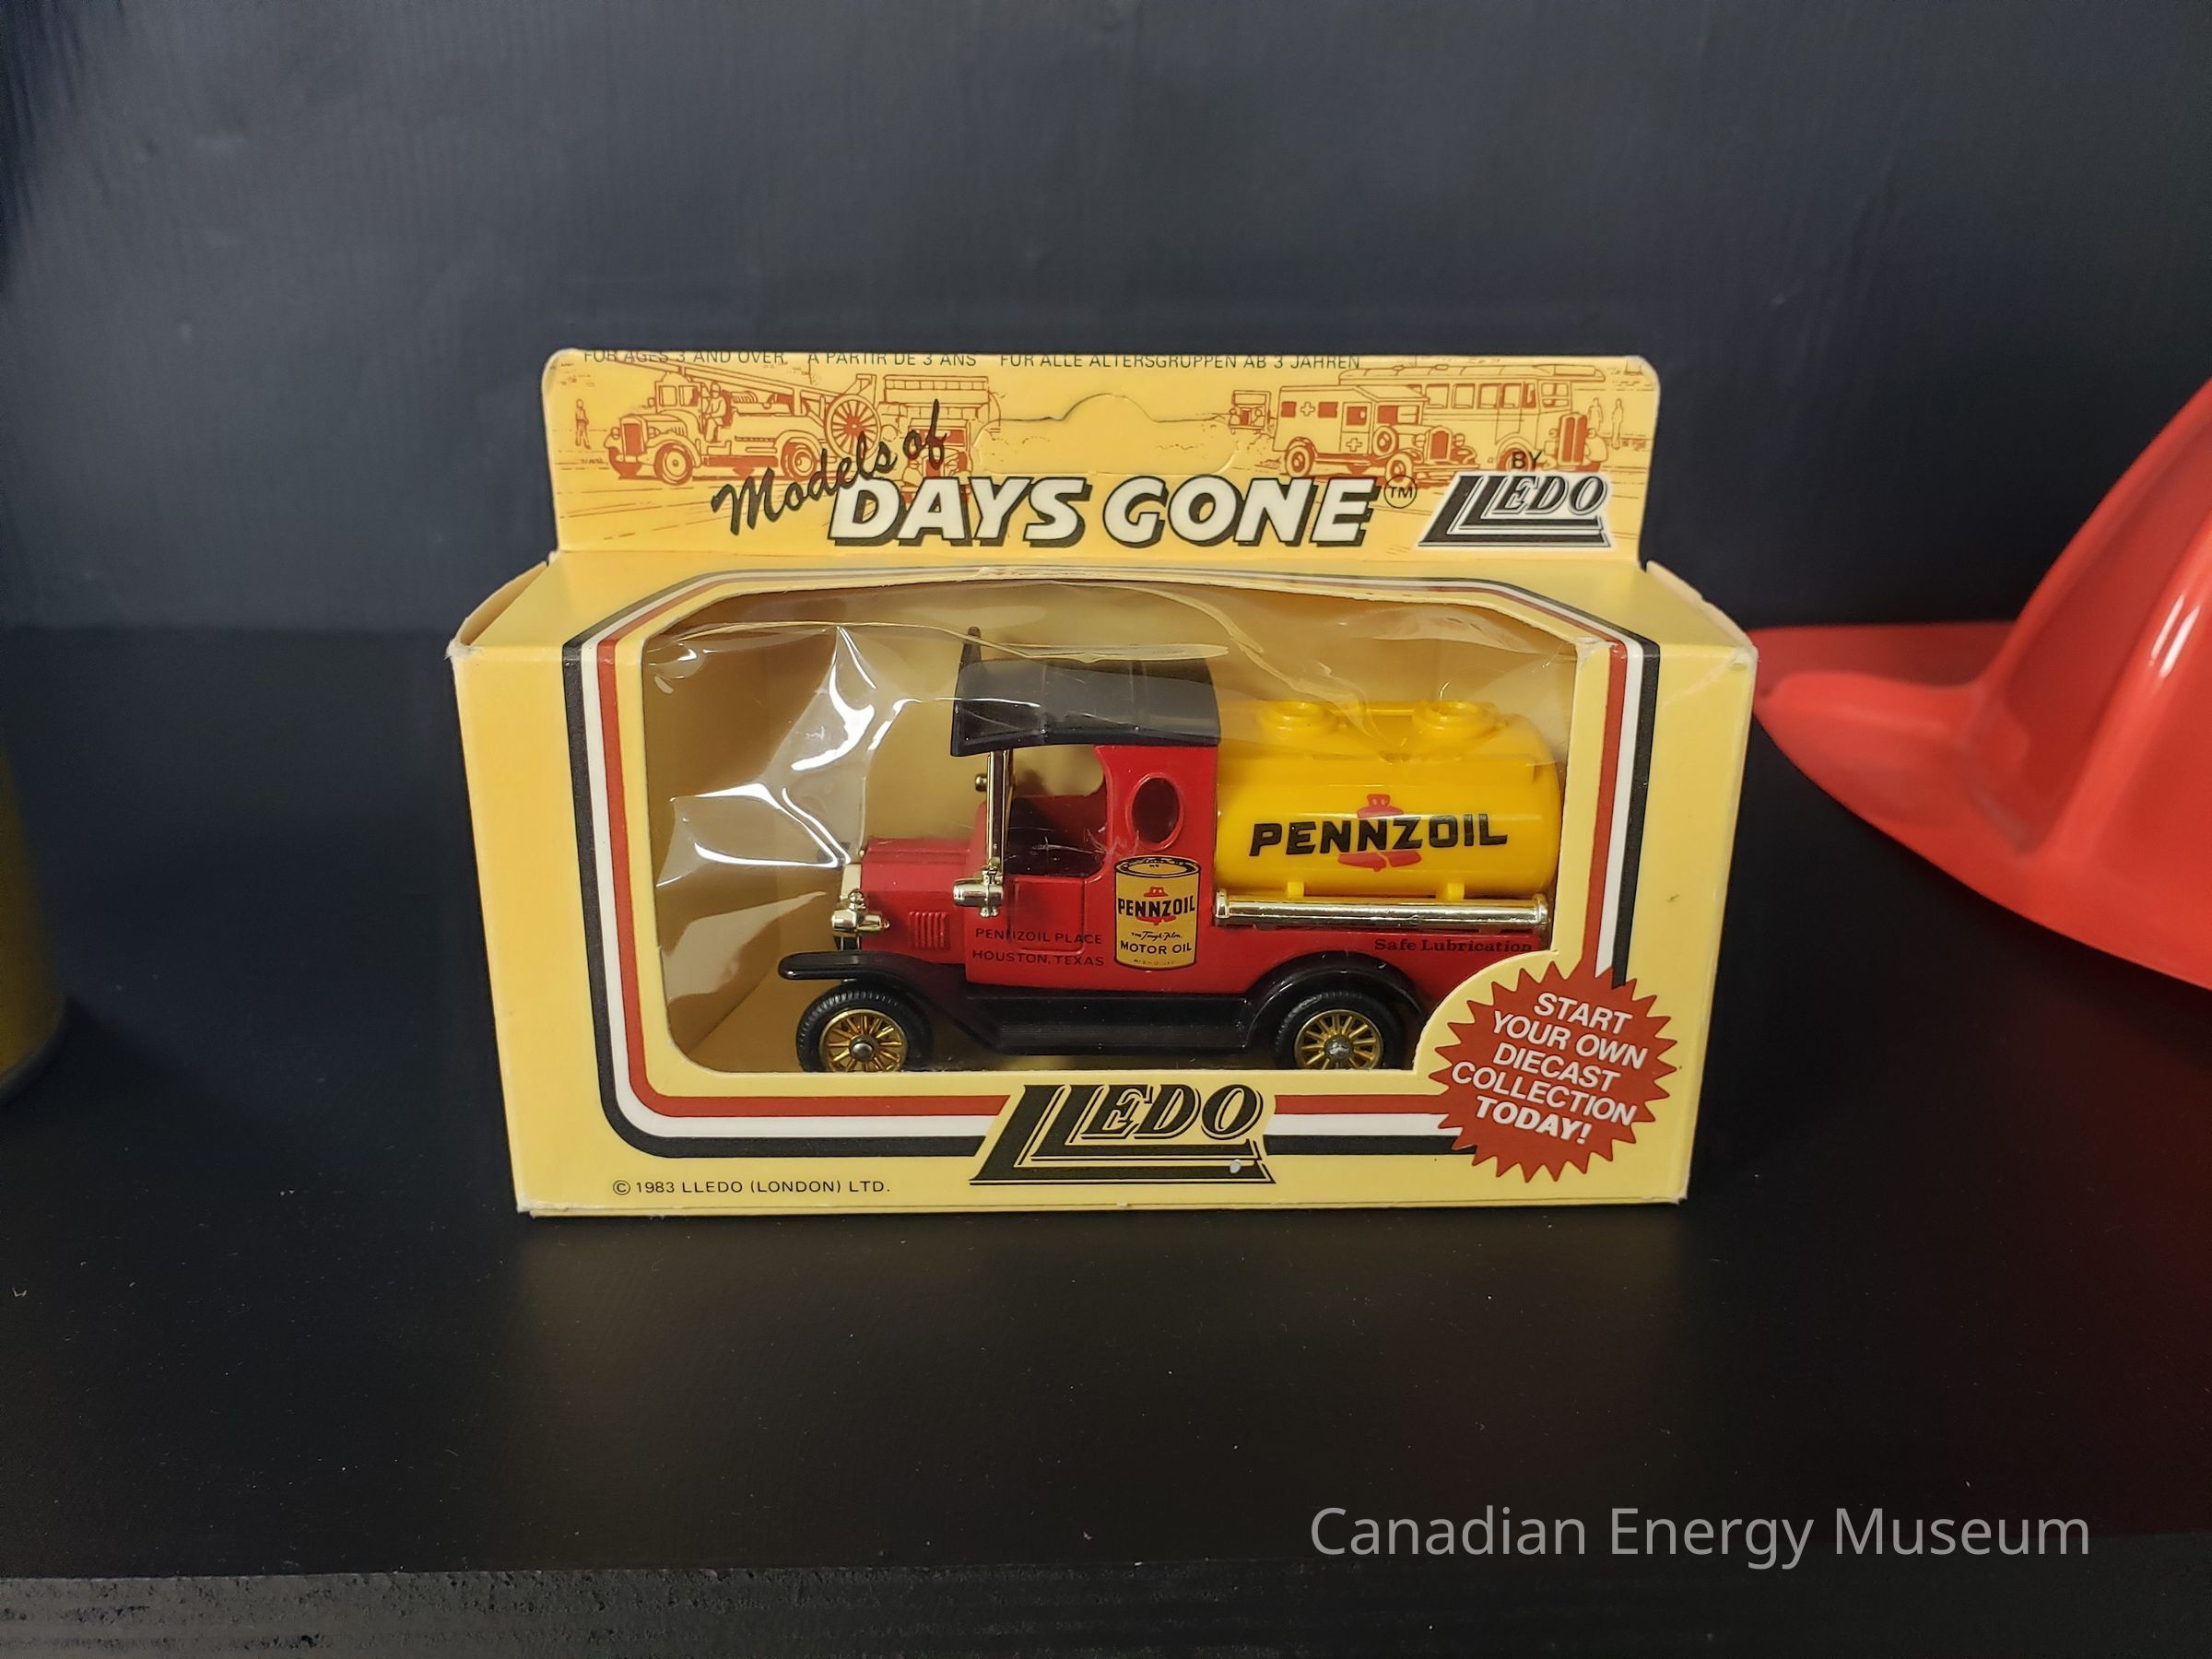 FOR AGES 3 AND OVER. A PARTIR DE 3 ANS FÜR ALLE ALTERSGRUPPEN AB 3 JAHREN
Models of
DAYS GONE™
BY
LLEDO
PENNZOIL
PENNZOIL
MOTOR OIL
PENNZOIL PLACE
HOUSTON, TEXAS
Safe Lubrication
START
YOUR OWN
DIECAST
COLLECTION
TODAY!
LLEDO
© 1983 LLEDO (LONDON) LTD.
Canadian Energy Museum